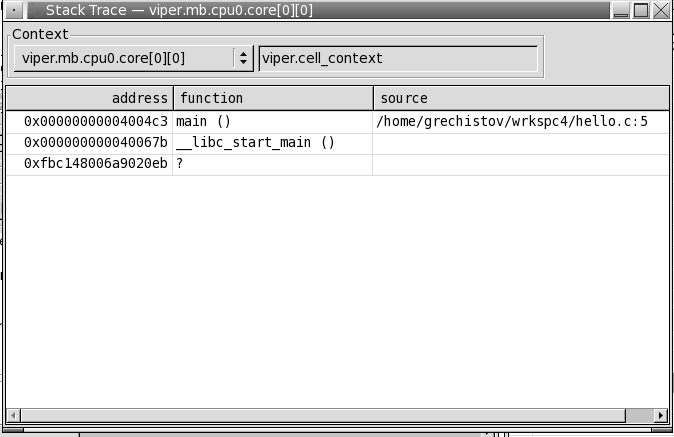 Stack Trace — viper.mb.cpu0.core[0][0]
Context
viper.mb.cpu0.core[0][0] viper.cell_context
address function source
0x00000000004004c3 main () /home/grechistov/wrkspc4/hello.c:5
0x000000000040067b __libc_start_main ()
0xfbc148006a9020eb ?